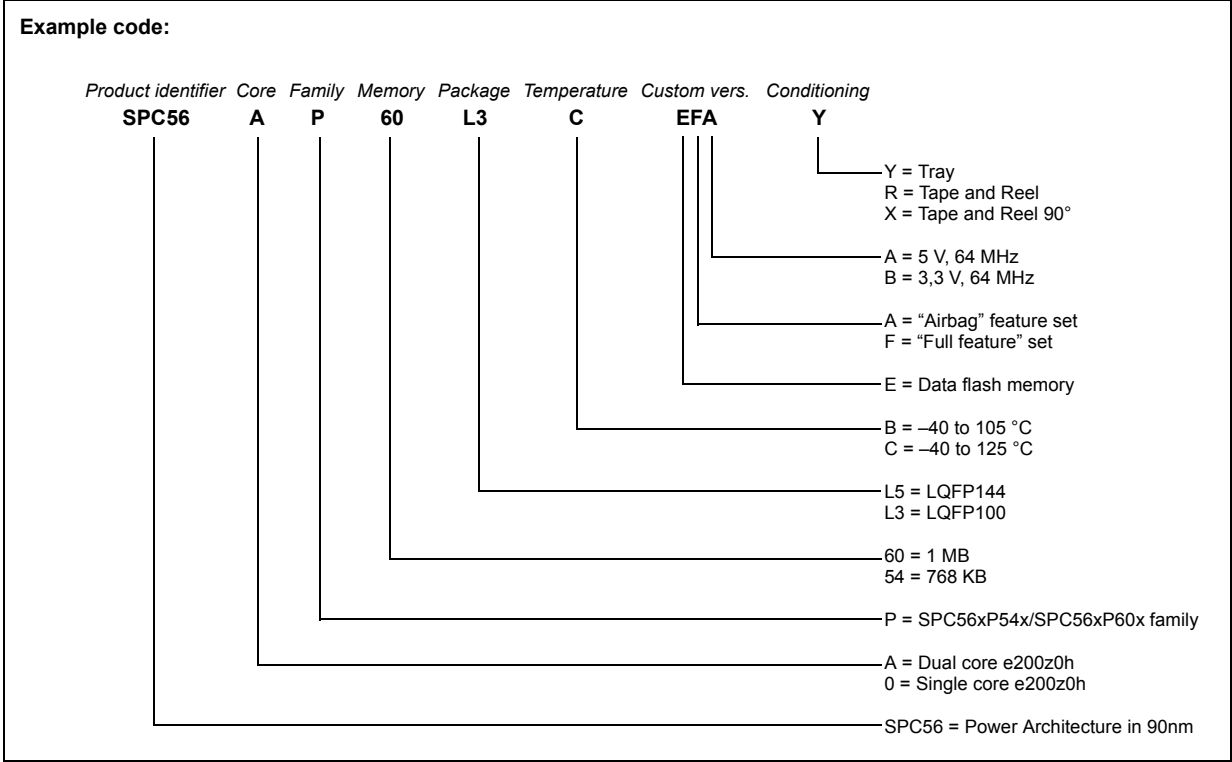 Example code:
Product identifier Core Family Memory Package Temperature Custom vers. Conditioning
SPC56 A P 60 L3 C EFA Y
Y = Tray
R = Tape and Reel
X = Tape and Reel 90°
A = 5 V, 64 MHz
B = 3,3 V, 64 MHz
A = “Airbag” feature set
F = “Full feature” set
E = Data flash memory
B = –40 to 105 °C
C = –40 to 125 °C
L5 = LQFP144
L3 = LQFP100
60 = 1 MB
54 = 768 KB
P = SPC56xP54x/SPC56xP60x family
A = Dual core e200z0h
0 = Single core e200z0h
SPC56 = Power Architecture in 90nm